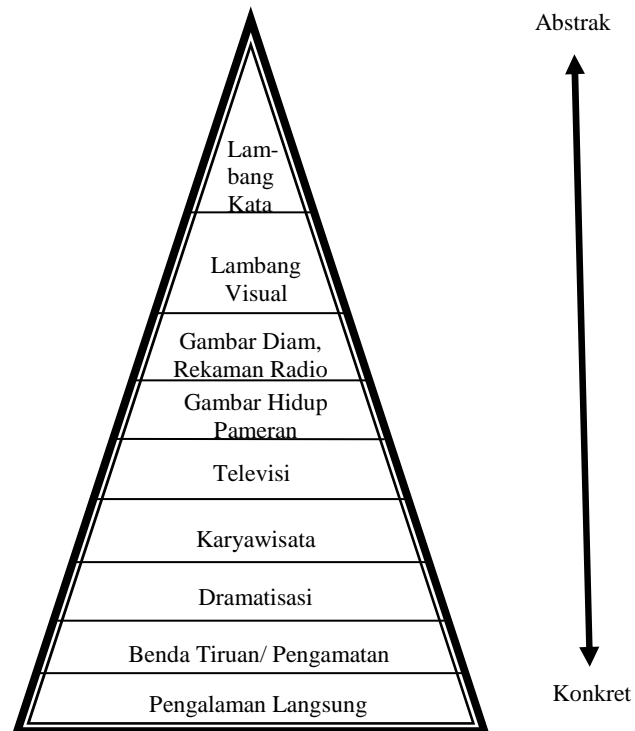 Abstrak
Lam-
bang
Kata
Lambang
Visual
Gambar Diam,
Rekaman Radio
Gambar Hidup
Pameran
Televisi
Karyawisata
Dramatisasi
Benda Tiruan/ Pengamatan
Pengalaman Langsung
Konkret